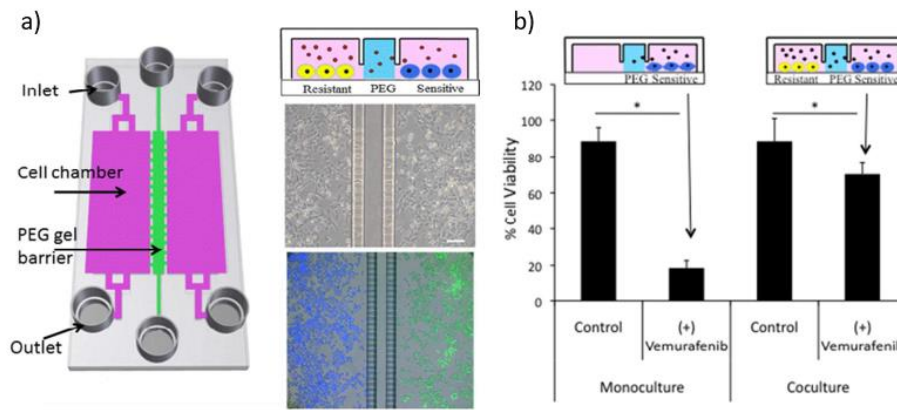 a)
Inlet
Cell chamber
PEG gel
barrier
Outlet
Resistant PEG Sensitive
b)
PEG Sensitive
Resistant PEG Sensitive
% Cell Viability
120
100
80
60
40
20
0
*
*
Control
(+)
Vemurafenib
Control
(+)
Vemurafenib
Monoculture
Coculture